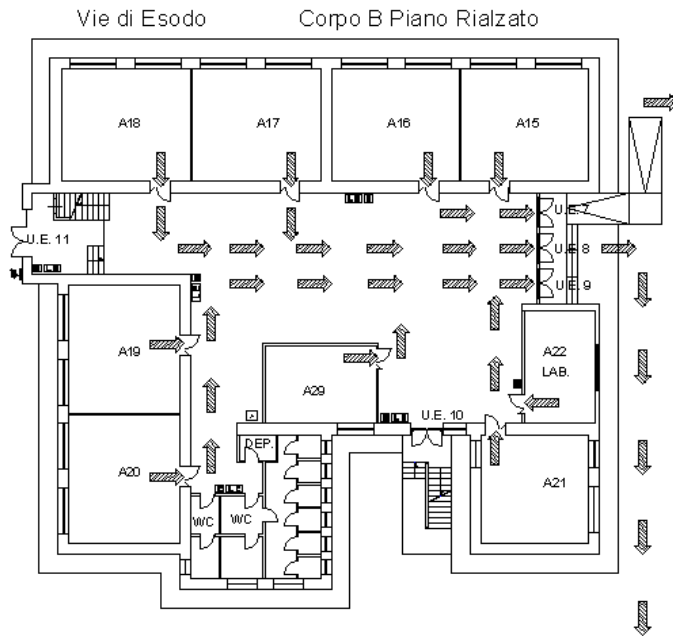 Vie di Esodo Corpo B Piano Rialzato
A18 A17 A16 A15
U.E. 7
U.E. 11
U.E. 8
U.E. 9
A19
A22
LAB.
A29
U.E. 10
DEP.
A20
A21
WC WC